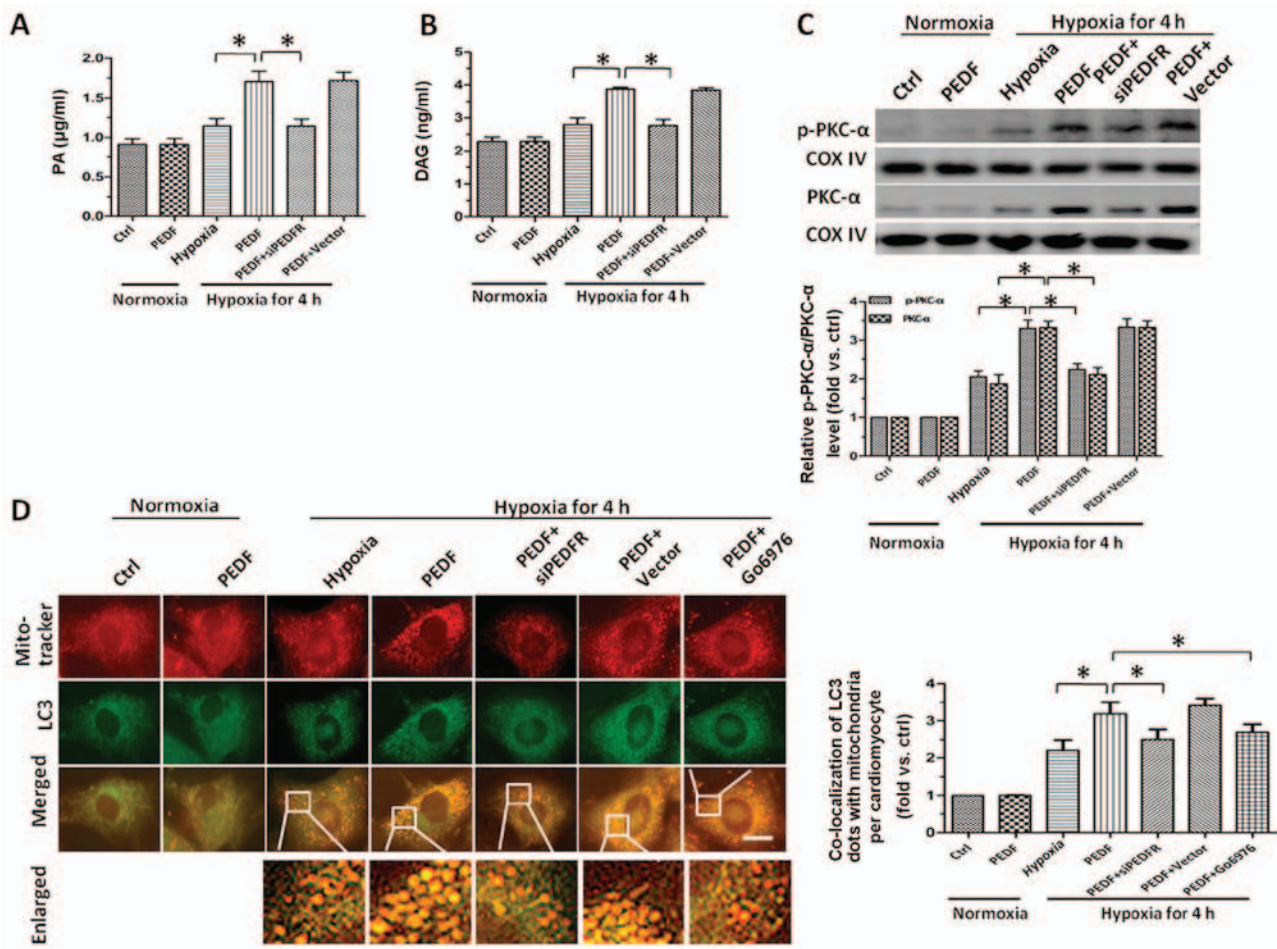 A
PA (µg/ml)
2.0
1.5
1.0
0.5
0.0
Ctrl
PEDF
Hypoxia
PEDF
PEDF+siPEDFR
PEDF+Vector
Normoxia
Hypoxia for 4 h
*
*
B
DAG (ng/ml)
5
4
3
2
1
0
Ctrl
PEDF
Hypoxia
PEDF
PEDF+siPEDFR
PEDF+Vector
Normoxia
Hypoxia for 4 h
*
*
C
Normoxia
Hypoxia for 4 h
Ctrl
PEDF
Hypoxia
PEDF
PEDF+
siPEDFR
PEDF+
Vector
p-PKC-α
COX IV
PKC-α
COX IV
Relative p-PKC-α/PKC-α
level (fold vs. ctrl)
4
3
2
1
0
p-PKC-α
PKC-α
*
*
*
*
Ctrl
PEDF
Hypoxia
PEDF
PEDF+siPEDFR
PEDF+Vector
Normoxia
Hypoxia for 4 h
D
Normoxia
Hypoxia for 4 h
Ctrl
PEDF
Hypoxia
PEDF
PEDF+
siPEDFR
PEDF+
Vector
PEDF+
Go6976
Mito-
tracker
LC3
Merged
Enlarged
Co-localization of LC3
dots with mitochondria
per cardiomyocyte
(fold vs. ctrl)
4
3
2
1
0
*
*
*
Ctrl
PEDF
Hypoxia
PEDF
PEDF+siPEDFR
PEDF+Vector
PEDF+Go6976
Normoxia
Hypoxia for 4 h